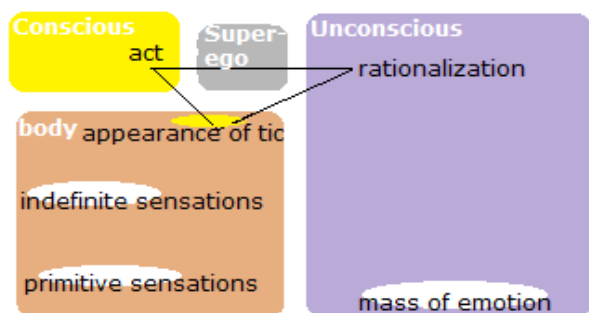 Conscious
act
Super-
ego
Unconscious
rationalization
body
appearance of tic
indefinite sensations
primitive sensations
mass of emotion